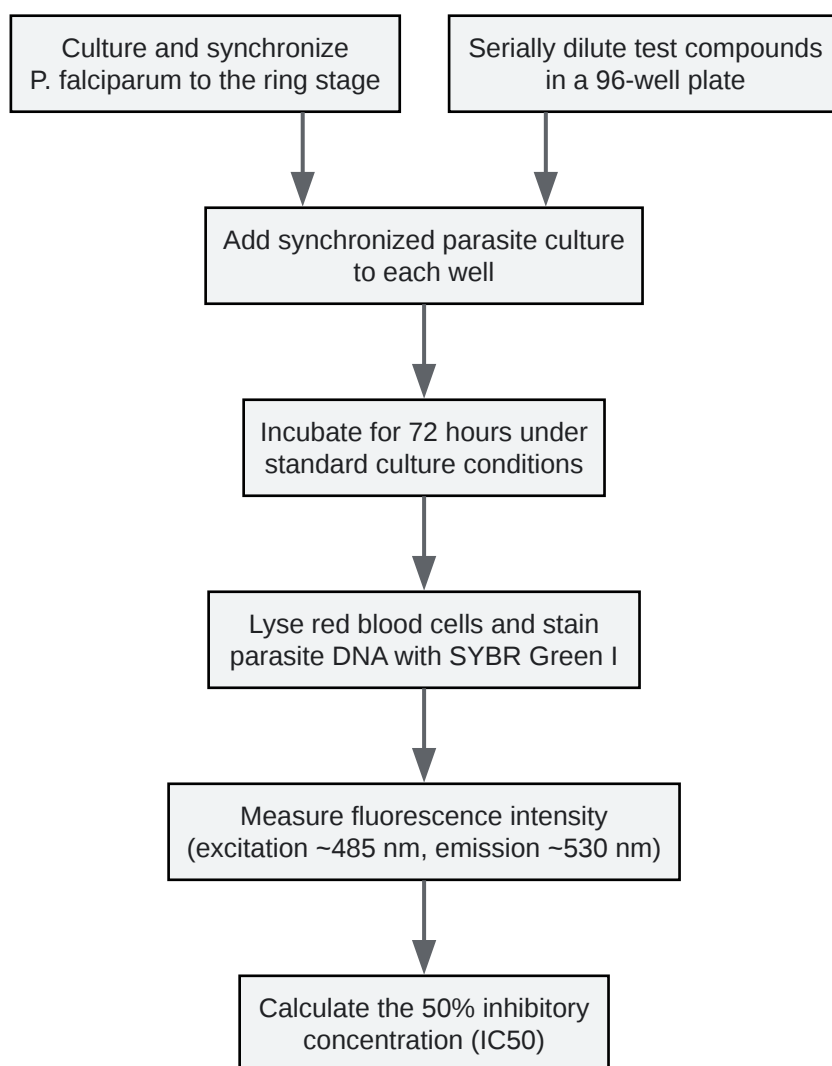 Culture and synchronize
P. falciparum to the ring stage
Serially dilute test compounds
in a 96-well plate
Add synchronized parasite culture
to each well
Incubate for 72 hours under
standard culture conditions
Lyse red blood cells and stain
parasite DNA with SYBR Green I
Measure fluorescence intensity
(excitation ~485 nm, emission ~530 nm)
Calculate the 50% inhibitory
concentration (IC50)